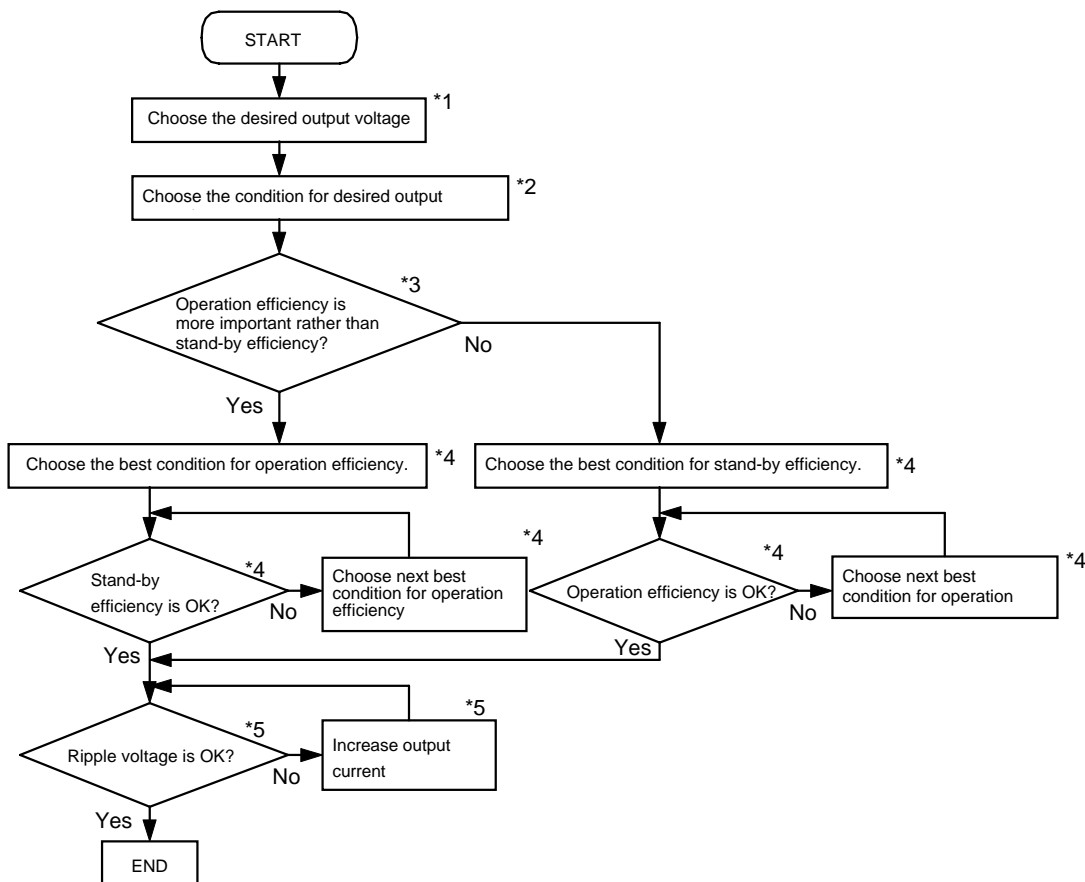 START
Choose the desired output voltage
*1
Choose the condition for desired output
*2
*3
Operation efficiency is
more important rather than
stand-by efficiency?
No
Yes
Choose the best condition for operation efficiency.
*4
Choose the best condition for stand-by efficiency.
*4
Stand-by
efficiency is OK?
*4
No
Choose next best
condition for operation
efficiency
*4
Operation efficiency is OK?
*4
No
Choose next best
condition for operation
*4
Yes
Yes
Ripple voltage is OK?
*5
No
Increase output
current
*5
Yes
END